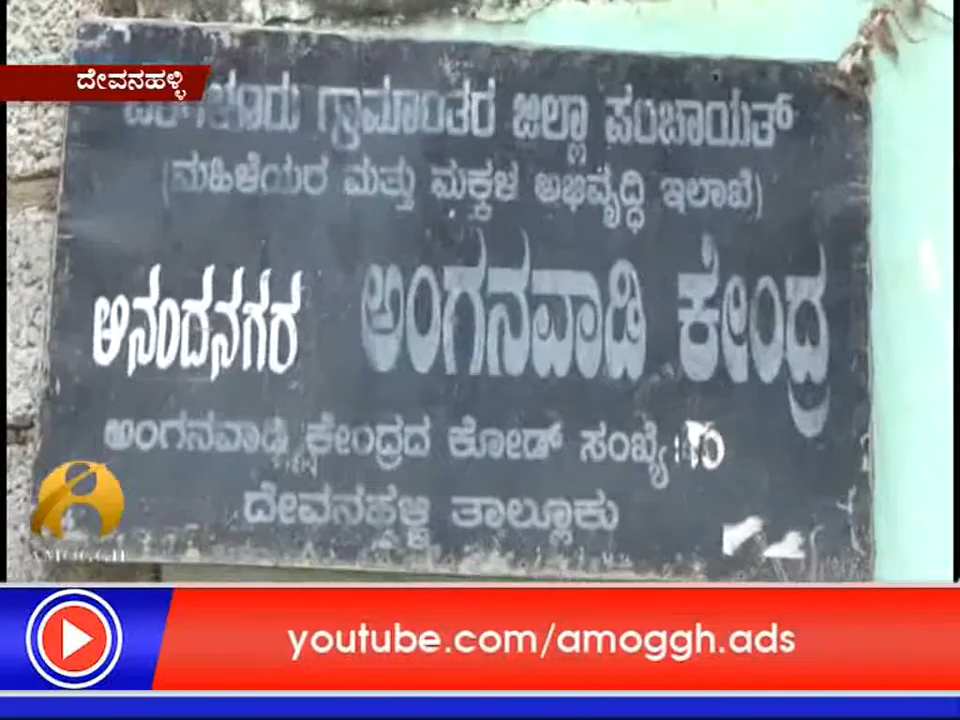 ದೇವನಹಳ್ಳಿ
ಗ್ರಾಮಾಂತರ ಜಿಲ್ಲಾ ಪಂಚಾಯತ್
(ಮಹಿಳೆಯರ ಮತ್ತು ಮಕ್ಕಳ ಅಭಿವೃದ್ಧಿ ಇಲಾಖೆ)
ಆನಂದನಗರ ಅಂಗನವಾಡಿ ಕೇಂದ್ರ
ಅಂಗನವಾಡಿ ಕೇಂದ್ರದ ಕೋಡ್ ಸಂಖ್ಯೆ
ದೇವನಹಳ್ಳಿ ತಾಲ್ಲೂಕು
AMOGGH
youtube.com/amoggh.ads